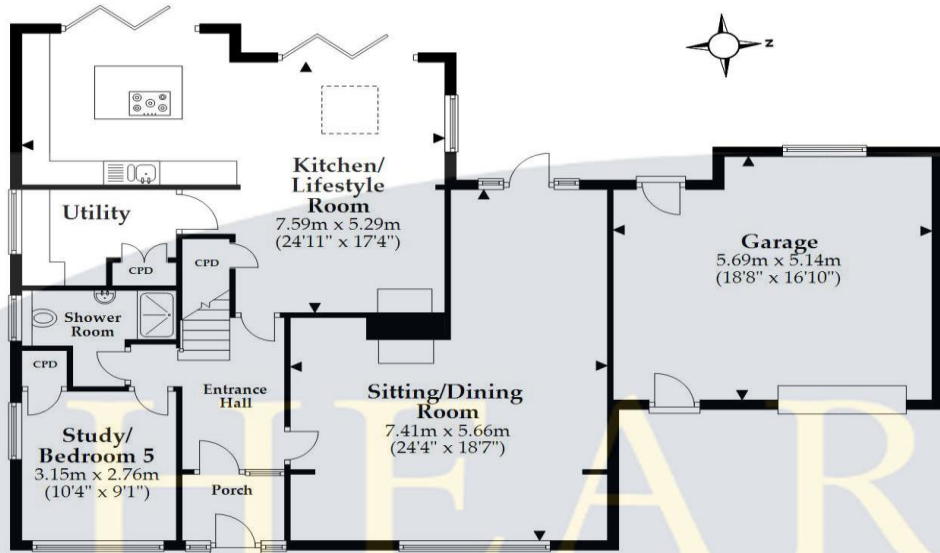 N
Kitchen/
Lifestyle
Room
7.59m x 5.29m
(24'11" x 17'4")
Utility
CPD
CPD
Garage
5.69m x 5.14m
(18'8" x 16'10")
Shower
Room
CPD
Entrance
Hall
Sitting/Dining
Room
7.41m x 5.66m
(24'4" x 18'7")
Study/
Bedroom 5
3.15m x 2.76m
(10'4" x 9'1")
Porch
HEAR